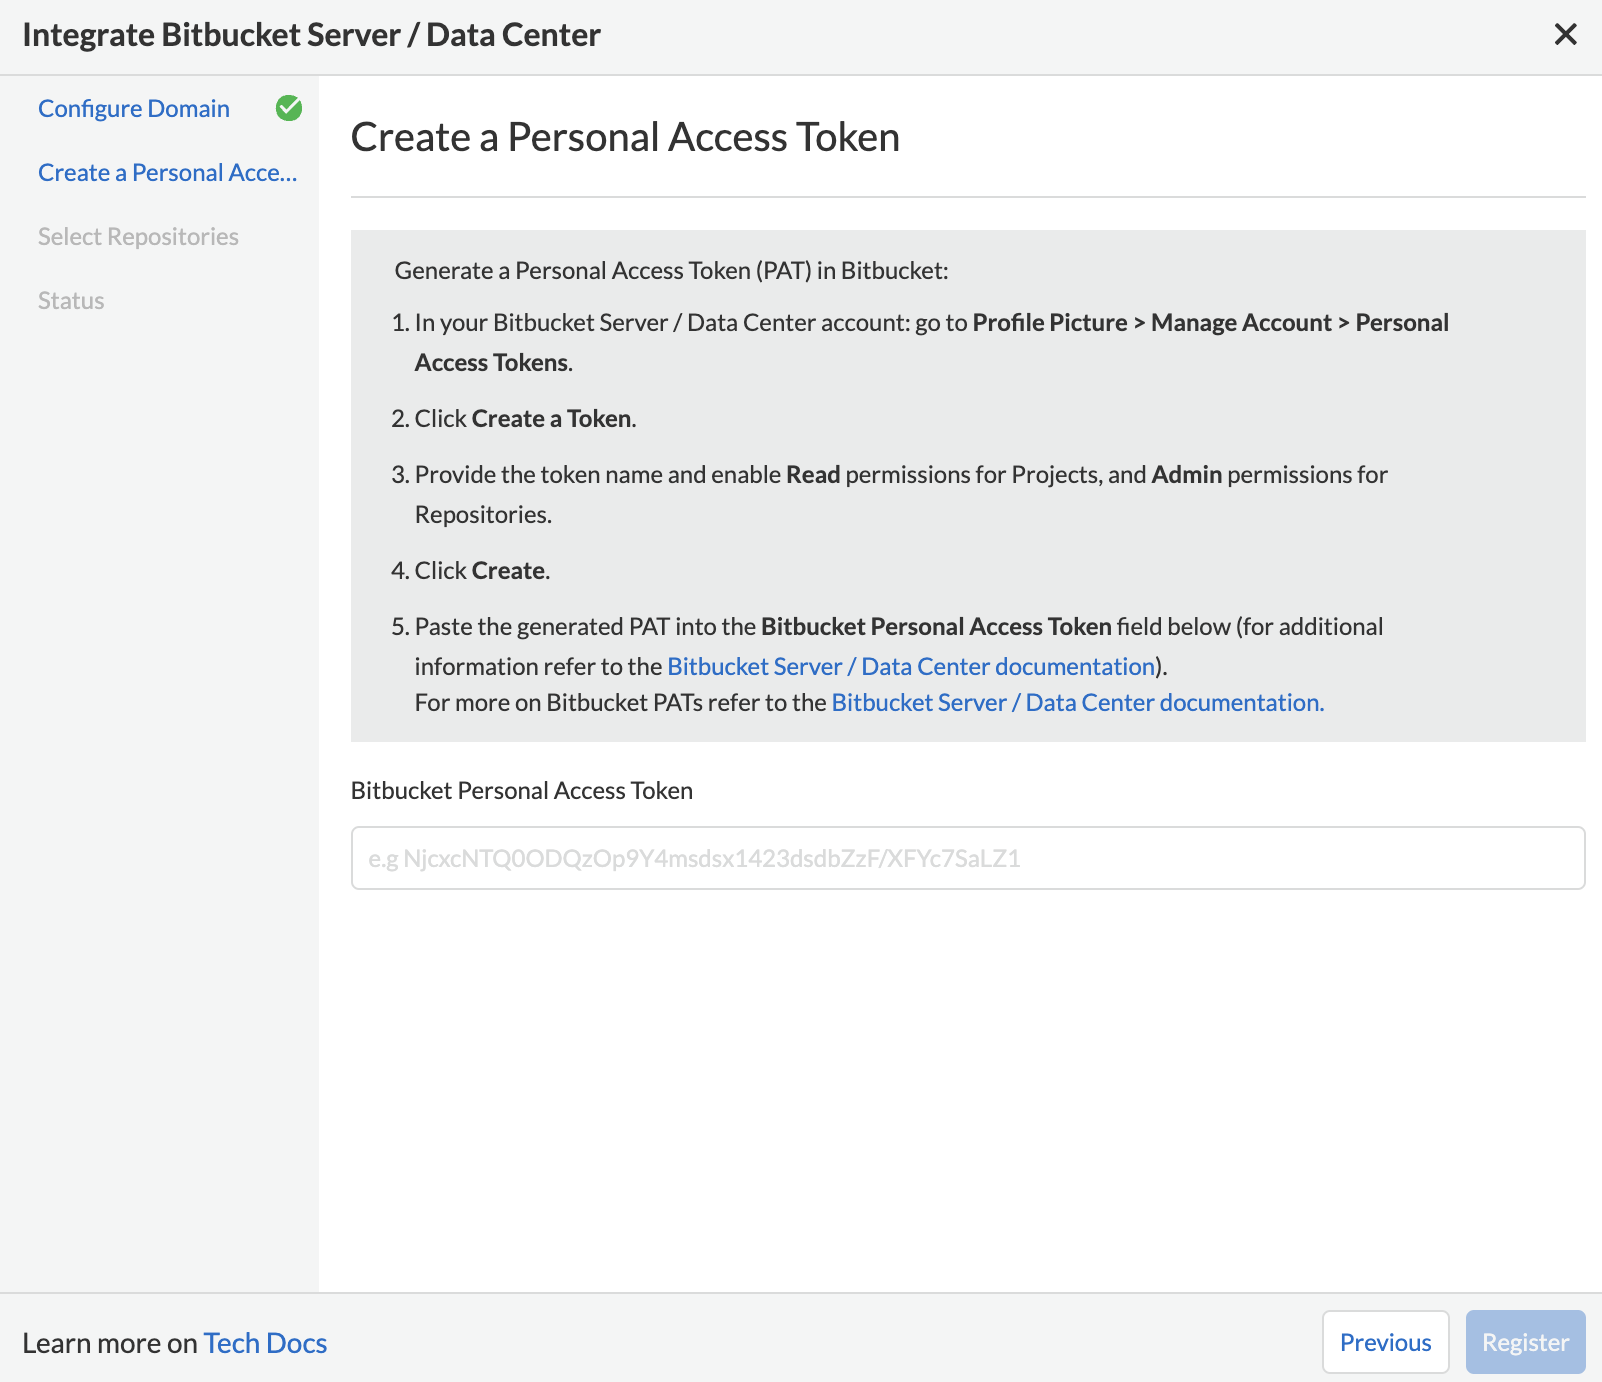 Integrate Bitbucket Server / Data Center
Configure Domain
Create a Personal Acce...
Select Repositories
Status
Create a Personal Access Token
Generate a Personal Access Token (PAT) in Bitbucket:
1. In your Bitbucket Server / Data Center account: go to Profile Picture > Manage Account > Personal
Access Tokens.
2. Click Create a Token.
3. Provide the token name and enable Read permissions for Projects, and Admin permissions for
Repositories.
4. Click Create.
5. Paste the generated PAT into the Bitbucket Personal Access Token field below (for additional
information refer to the Bitbucket Server / Data Center documentation).
For more on Bitbucket PATs refer to the Bitbucket Server / Data Center documentation.
Bitbucket Personal Access Token
e.g NjcxcNTQ0ODQzOp9Y4msdsx1423dsdbZzF/XFYc7SaLZ1
Learn more on Tech Docs
Previous
Register